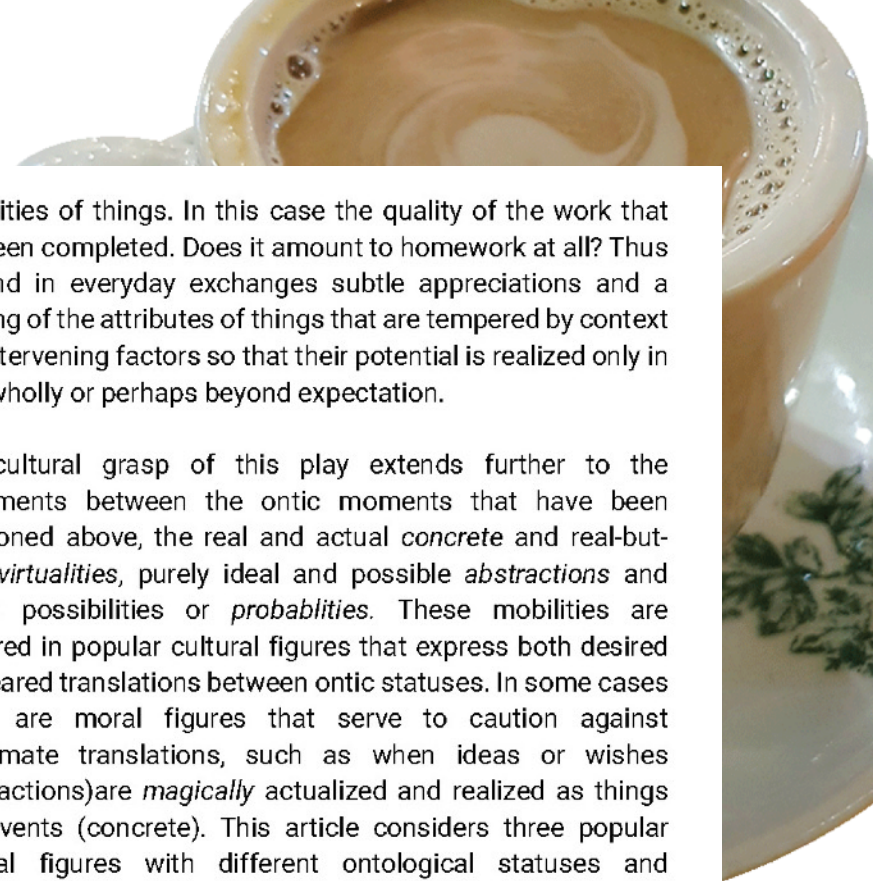 ities of things. In this case the quality of the work that
een completed. Does it amount to homework at all? Thus
nd in everyday exchanges subtle appreciations and a
ng of the attributes of things that are tempered by context
tervening factors so that their potential is realized only in
wholly or perhaps beyond expectation.
cultural grasp of this play extends further to the
ments between the ontic moments that have been
oned above, the real and actual concrete and real-but-
virtualities, purely ideal and possible abstractions and
possibilities or probablities. These mobilities are
red in popular cultural figures that express both desired
eared translations between ontic statuses. In some cases
are moral figures that serve to caution against
mate translations, such as when ideas or wishes
actions)are magically actualized and realized as things
vents (concrete). This article considers three popular
al figures with different ontological statuses and